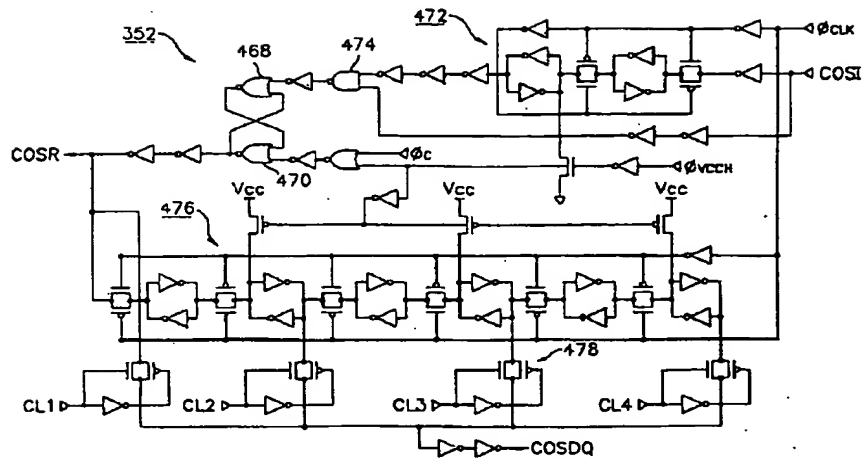 352
468
474
472
ØCLK
COSI
COSR
470
ØC
ØVCCH
Vcc
Vcc
Vcc
476
478
CL1
CL2
CL3
CL4
COSDQ